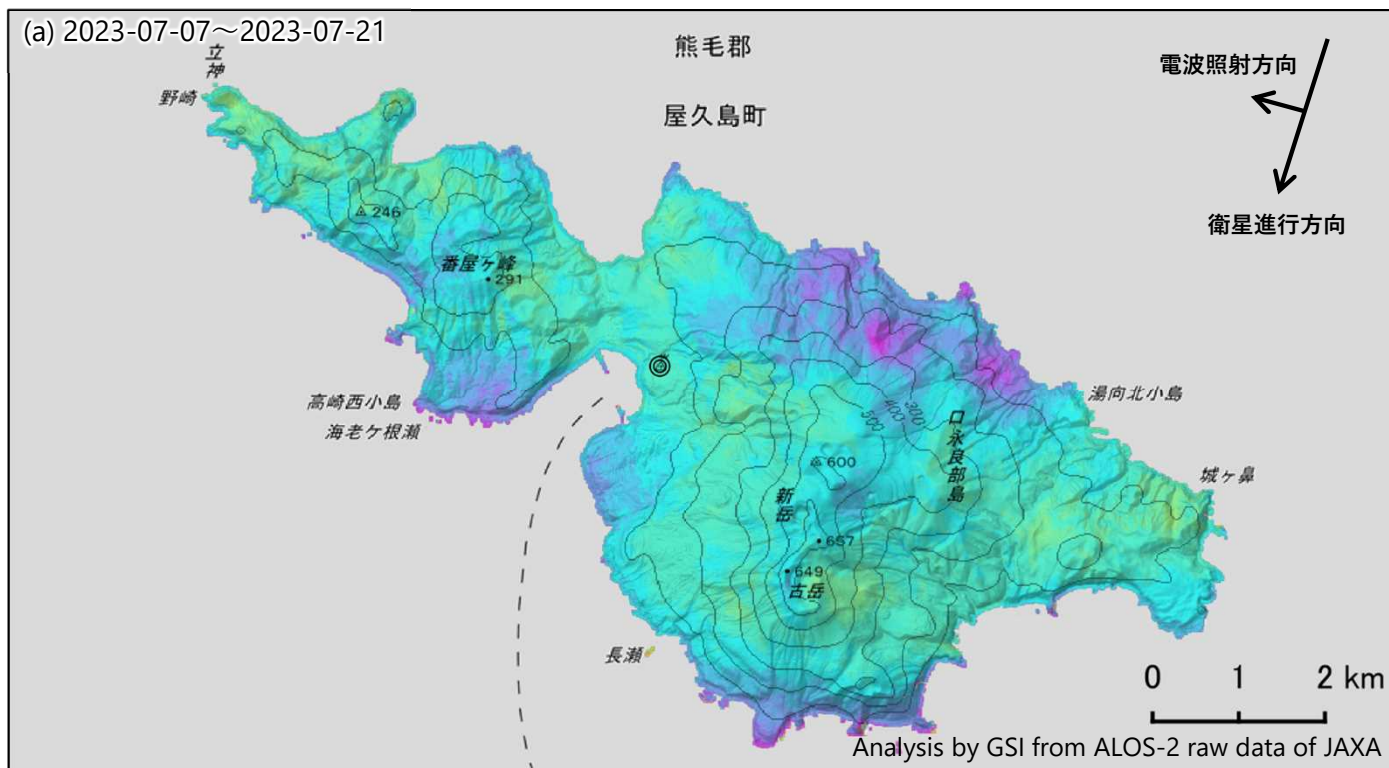 (a) 2023-07-07～2023-07-21
熊毛郡
屋久島町
電波照射方向
衛星進行方向
立神
野崎
246
番屋ヶ峰
291
高崎西小島
海老ケ根瀬
湯向北小島
城ヶ鼻
300
400
500
口永良部島
600
新岳
657
649
古岳
長瀬
0 1 2 km
Analysis by GSI from ALOS-2 raw data of JAXA